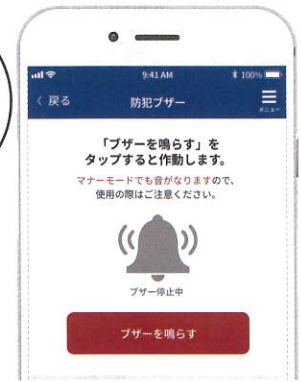 9:41 AM
100%
戻る
防犯ブザー
メニュー
「ブザーを鳴らす」を
タップすると作動します。
マナーモードでも音がなりますので、
使用の際はご注意ください。
ブザー停止中
ブザーを鳴らす